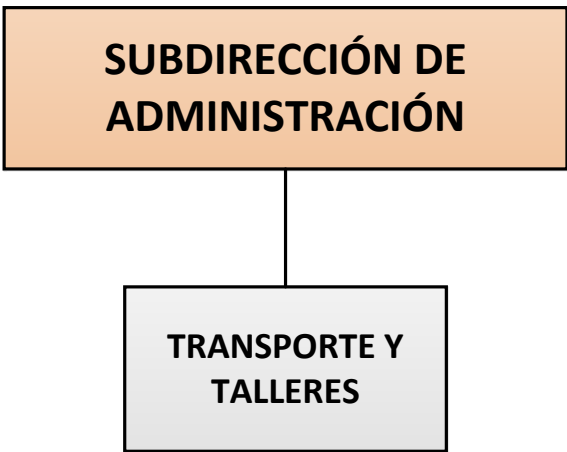 SUBDIRECCIÓN DE
ADMINISTRACIÓN
TRANSPORTE Y
TALLERES